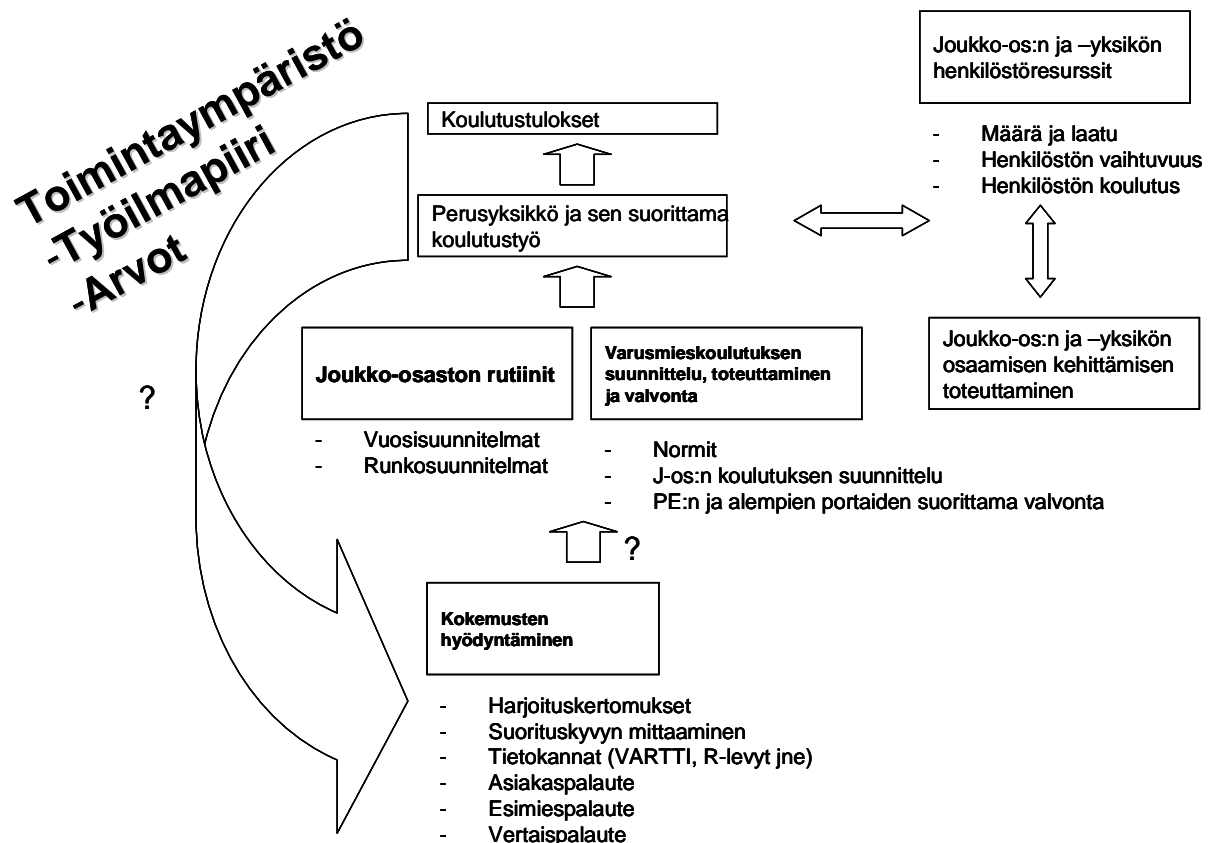 Toimintaympäristö
-Työilmapiiri
-Arvot
Joukko-os:n ja –yksikön
henkilöstöresurssit
- Määrä ja laatu
- Henkilöstön vaihtuvuus
- Henkilöstön koulutus
Koulutustulokset
Perusyksikkö ja sen suorittama
koulutustyö
Joukko-os:n ja –yksikön
osaamisen kehittämisen
toteuttaminen
Joukko-osaston rutiinit
- Vuosisuunnitelmat
- Runkosuunnitelmat
Varusmieskoulutuksen
suunnittelu, toteuttaminen
ja valvonta
- Normit
- J-os:n koulutuksen suunnittelu
- PE:n ja alempien portaiden suorittama valvonta
?
?
Kokemusten
hyödyntäminen
- Harjoituskertomukset
- Suorituskyvyn mittaaminen
- Tietokannat (VARTTI, R-levyt jne)
- Asiakaspalaute
- Esimiespalaute
- Vertaispalaute